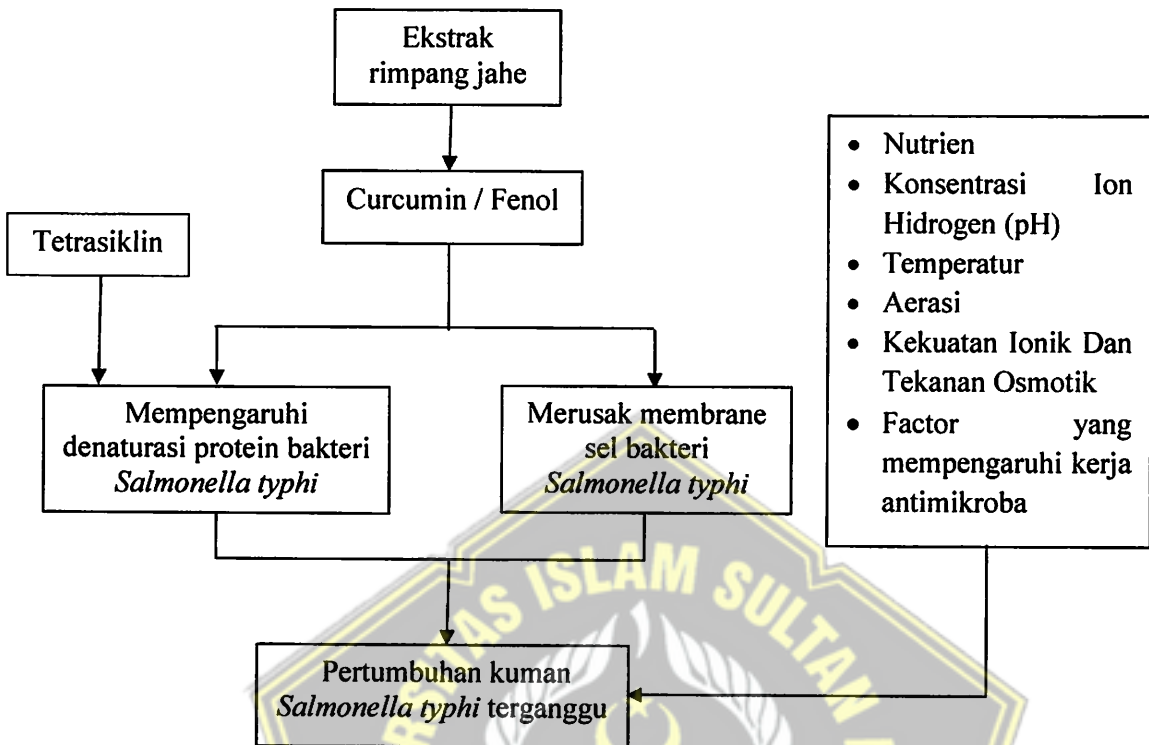 Ekstrak
rimpang jahe
Curcumin / Fenol
Tetrasiklin
Mempengaruhi
denaturasi protein bakteri
Salmonella typhi
Merusak membrane
sel bakteri
Salmonella typhi
• Nutrien
• Konsentrasi Ion
Hidrogen (pH)
• Temperatur
• Aerasi
• Kekuatan Ionik Dan
Tekanan Osmotik
• Factor yang
mempengaruhi kerja
antimikroba
Pertumbuhan kuman
Salmonella typhi terganggu
ISLAM SULTAN